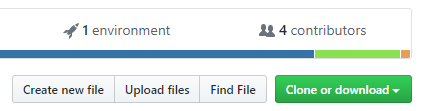 1 environment 4 contributors
Create new file Upload files Find File Clone or download